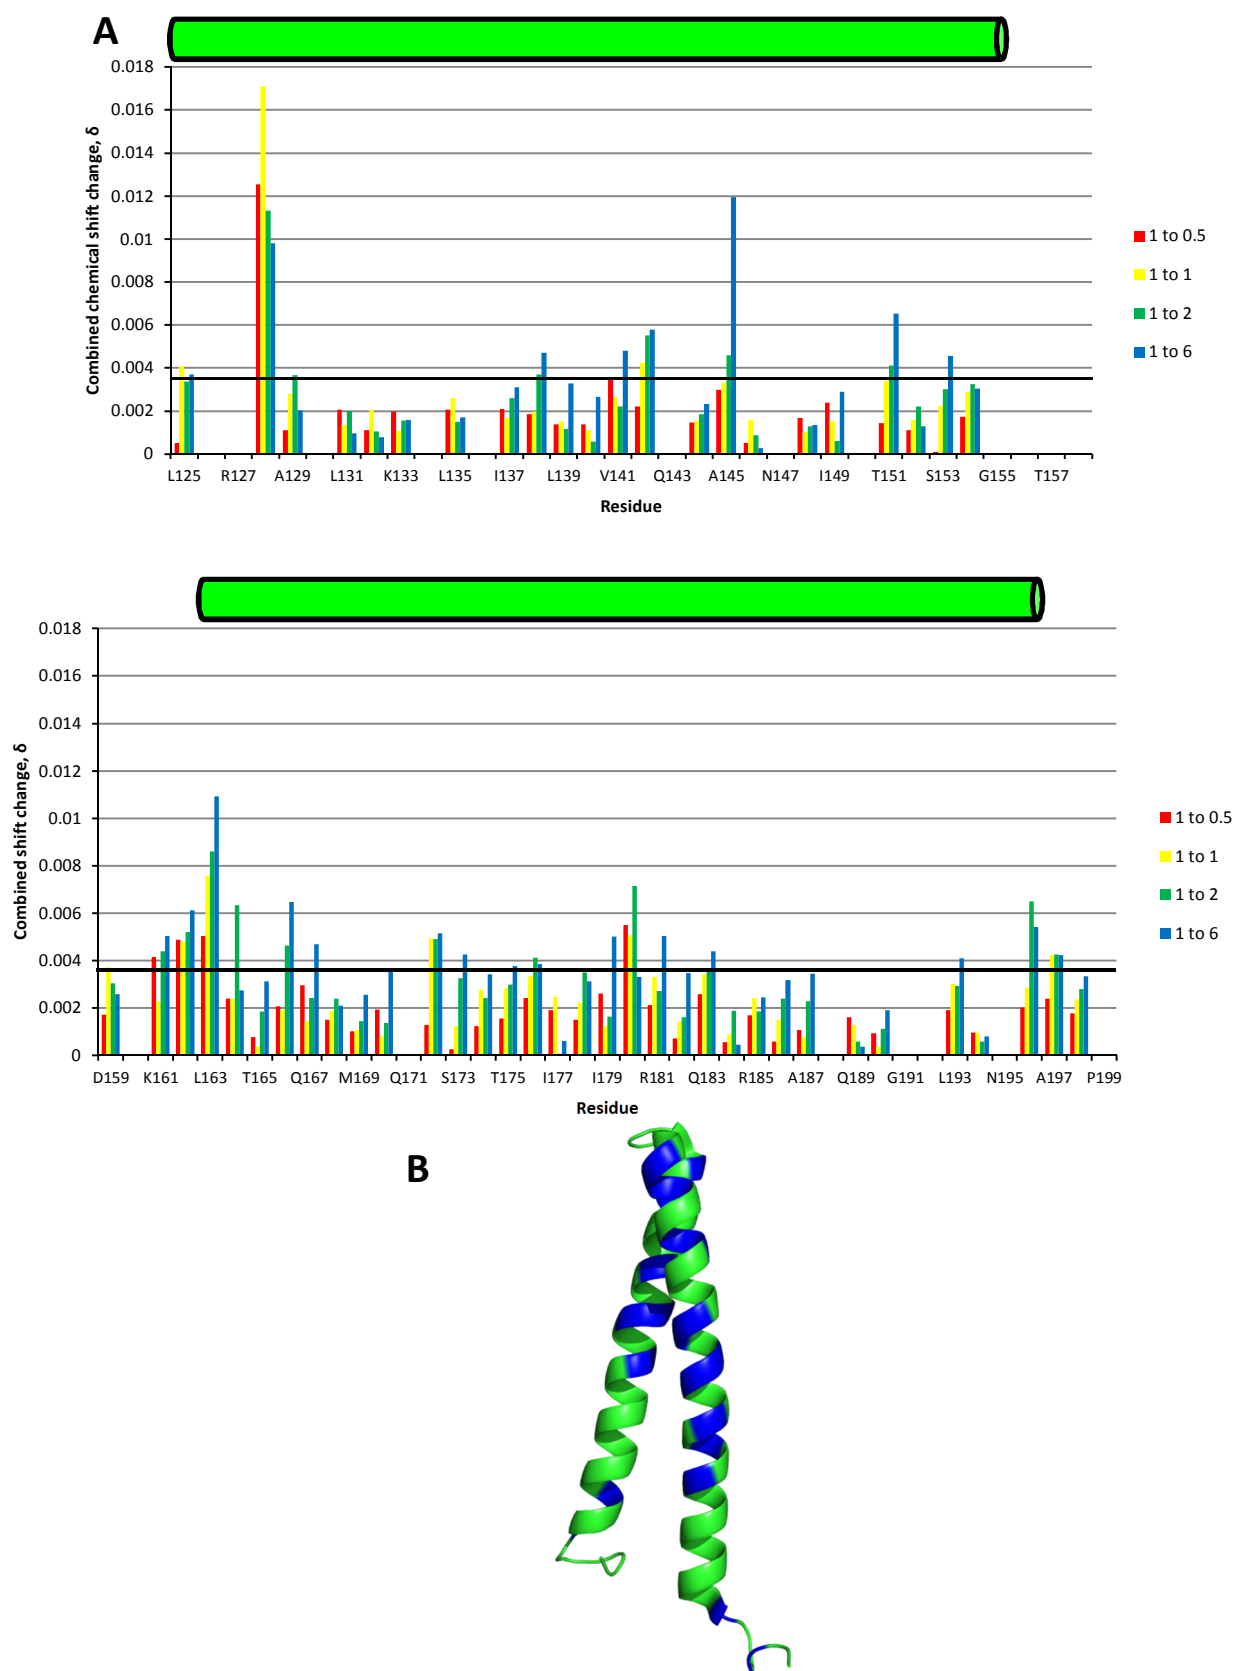 A
Combined chemical shift change, δ
0.018
0.016
0.014
0.012
0.01
0.008
0.006
0.004
0.002
0
L125 R127 A129 L131 K133 L135 I137 L139 V141 Q143 A145 N147 I149 T151 S153 G155 T157
Residue
1 to 0.5
1 to 1
1 to 2
1 to 6
Combined shift change, δ
0.018
0.016
0.014
0.012
0.01
0.008
0.006
0.004
0.002
0
D159 K161 L163 T165 Q167 M169 Q171 S173 T175 I177 I179 R181 Q183 R185 A187 Q189 G191 L193 N195 A197 P199
Residue
1 to 0.5
1 to 1
1 to 2
1 to 6
B